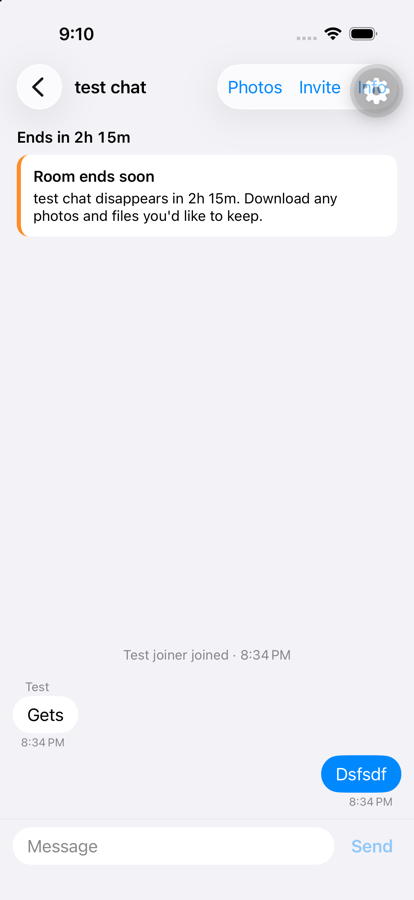 9:10
test chat
Photos Invite Info
Ends in 2h 15m
Room ends soon
test chat disappears in 2h 15m. Download any
photos and files you'd like to keep.
Test joiner joined · 8:34 PM
Test
Gets
8:34 PM
Dsfsdf
8:34 PM
Message
Send